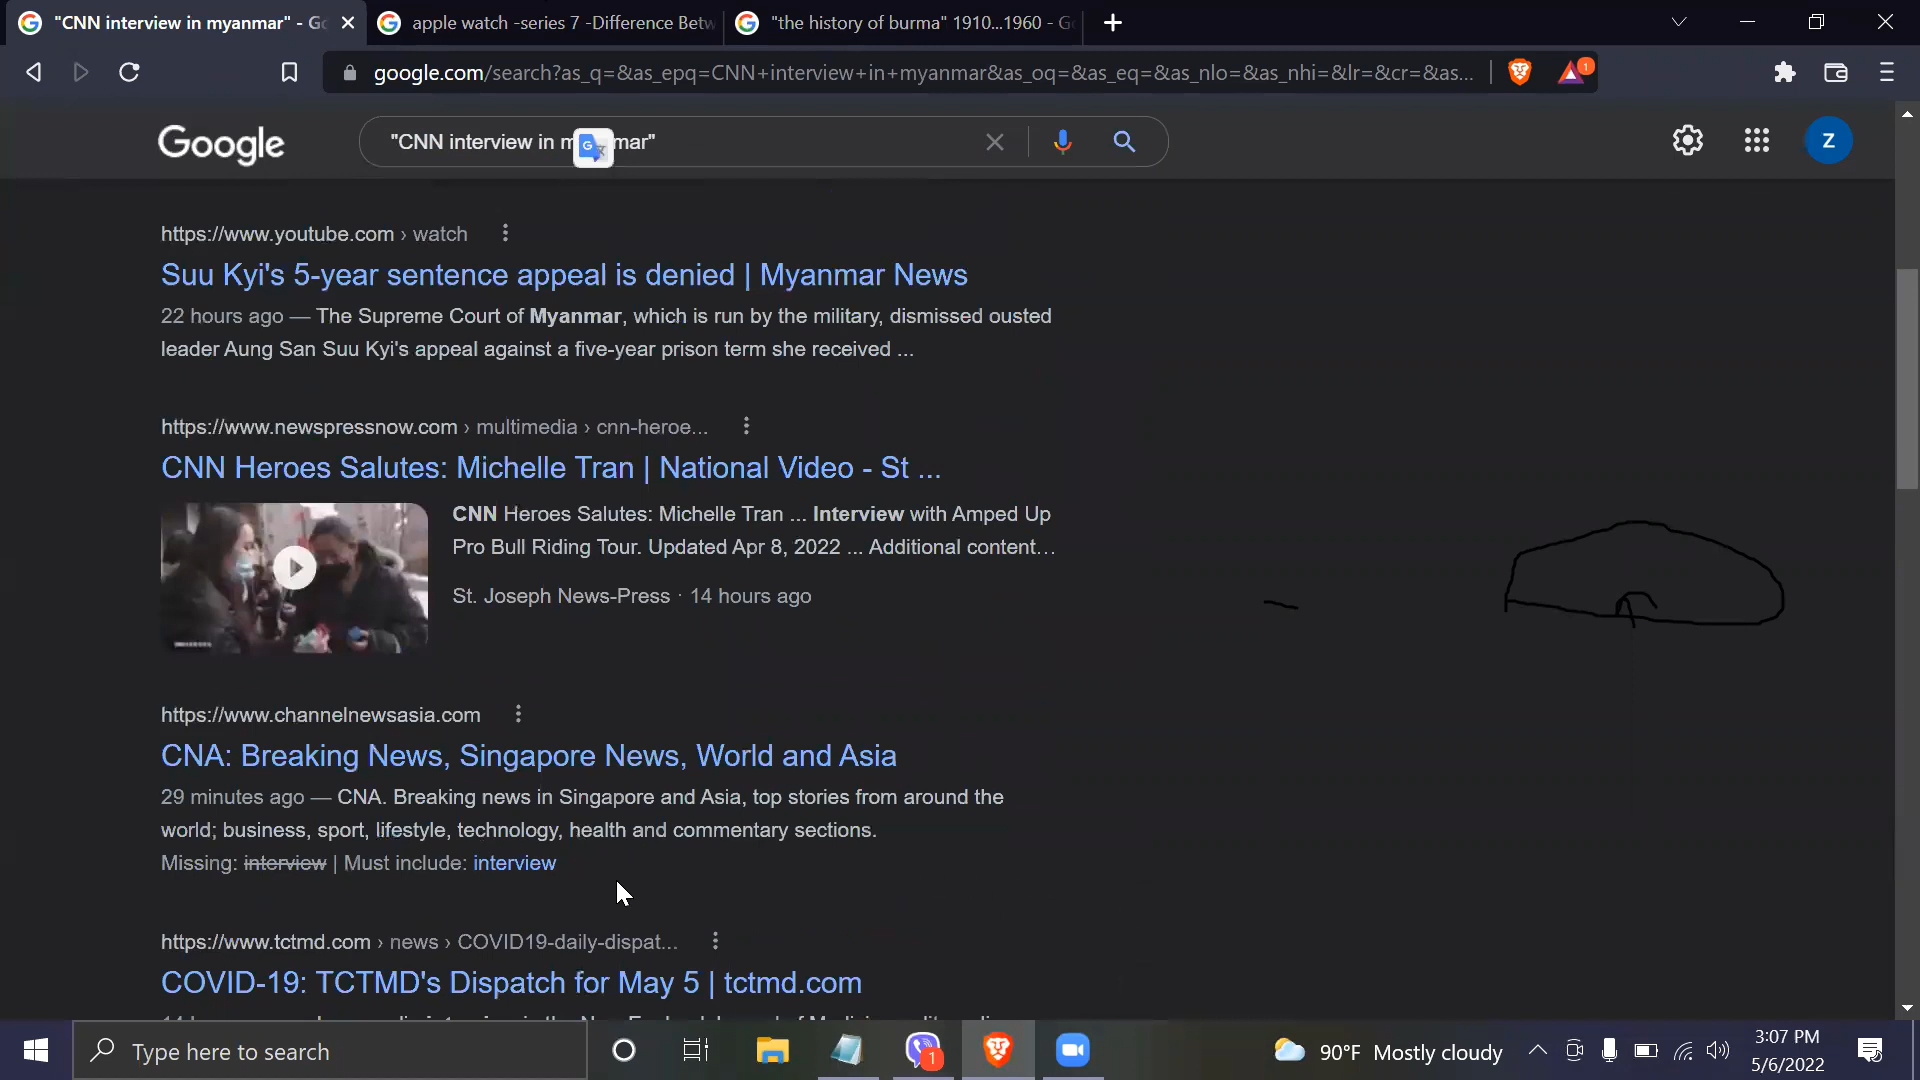 "CNN interview in myanmar" - Go
apple watch -series 7 -Difference Betw
"the history of burma" 1910...1960 - Go
google.com/search?as_q=&as_epq=CNN+interview+in+myanmar&as_oq=&as_eq=&as_nlo=&as_nhi=&lr=&cr=&as...
1
Google
"CNN interview in m mar"
Z
https://www.youtube.com › watch
Suu Kyi's 5-year sentence appeal is denied | Myanmar News
22 hours ago — The Supreme Court of Myanmar, which is run by the military, dismissed ousted
leader Aung San Suu Kyi's appeal against a five-year prison term she received ...
https://www.newspressnow.com › multimedia › cnn-heroe...
CNN Heroes Salutes: Michelle Tran | National Video - St ...
CNN Heroes Salutes: Michelle Tran ... Interview with Amped Up
Pro Bull Riding Tour. Updated Apr 8, 2022 ... Additional content...
St. Joseph News-Press · 14 hours ago
https://www.channelnewsasia.com
CNA: Breaking News, Singapore News, World and Asia
29 minutes ago — CNA. Breaking news in Singapore and Asia, top stories from around the
world; business, sport, lifestyle, technology, health and commentary sections.
Missing: interview | Must include: interview
https://www.tctmd.com › news › COVID19-daily-dispat...
COVID-19: TCTMD's Dispatch for May 5 | tctmd.com
Type here to search
1
90°F Mostly cloudy
3:07 PM
5/6/2022